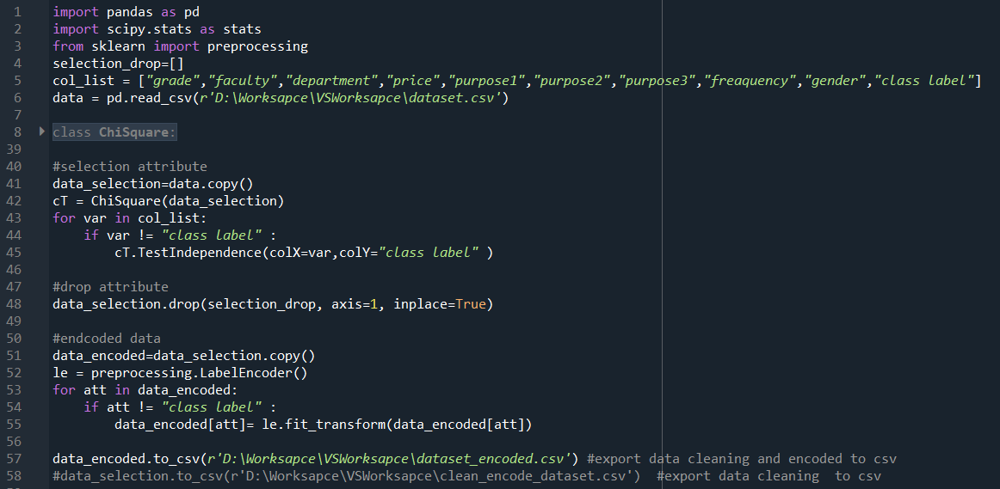 1 import pandas as pd
2 import scipy.stats as stats
3 from sklearn import preprocessing
4 selection_drop=[]
5 col_list = ["grade","faculty","department","price","purpose1","purpose2","purpose3","freaquency","gender","class label"]
6 data = pd.read_csv(r'D:\Worksapce\VSWorksapce\dataset.csv')
7
8 class ChiSquare:
39
40 #selection attribute
41 data_selection=data.copy()
42 cT = ChiSquare(data_selection)
43 for var in col_list:
44     if var != "class label" :
45         cT.TestIndependence(colX=var,colY="class label" )
46
47 #drop attribute
48 data_selection.drop(selection_drop, axis=1, inplace=True)
49
50 #endcoded data
51 data_encoded=data_selection.copy()
52 le = preprocessing.LabelEncoder()
53 for att in data_encoded:
54     if att != "class label" :
55         data_encoded[att]= le.fit_transform(data_encoded[att])
56
57 data_encoded.to_csv(r'D:\Worksapce\VSWorksapce\dataset_encoded.csv') #export data cleaning and encoded to csv
58 #data_selection.to_csv(r'D:\Worksapce\VSWorksapce\clean_encode_dataset.csv')  #export data cleaning  to csv